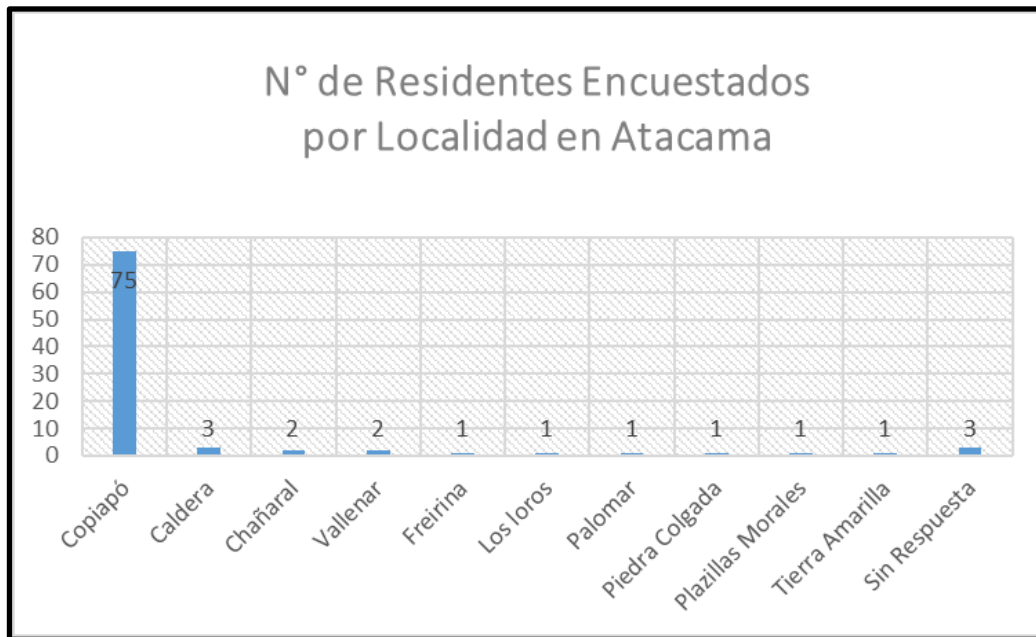 N° de Residentes Encuestados
por Localidad en Atacama
80
70
60
50
40
30
20
10
0
75
3
2
2
1
1
1
1
1
1
3
Copiapó
Caldera
Chañaral
Vallenar
Freirina
Los loros
Palomar
Piedra Colgada
Plazillas Morales
Tierra Amarilla
Sin Respuesta